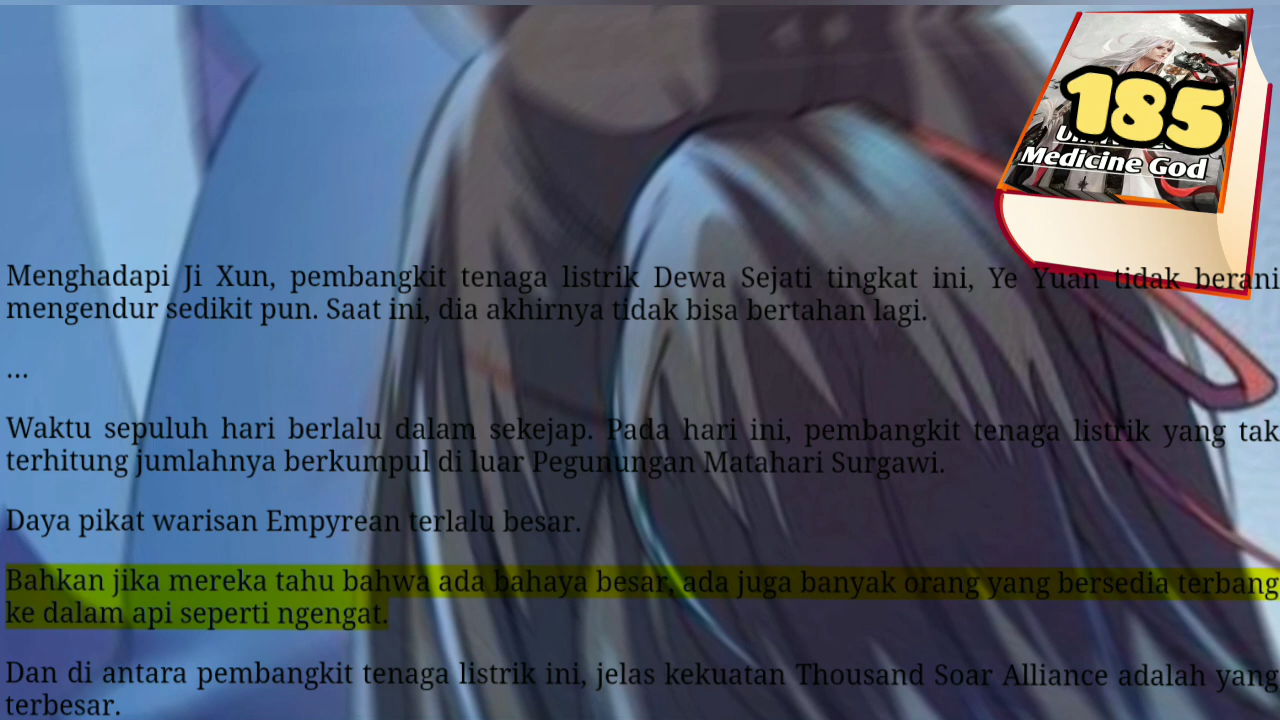 185
Medicine God
Menghadapi Ji Xun, pembangkit tenaga listrik Dewa Sejati tingkat ini, Ye Yuan tidak berani
mengendur sedikit pun. Saat ini, dia akhirnya tidak bisa bertahan lagi.
...
Waktu sepuluh hari berlalu dalam sekejap. Pada hari ini, pembangkit tenaga listrik yang tak
terhitung jumlahnya berkumpul di luar Pegunungan Matahari Surgawi.
Daya pikat warisan Empyrean terlalu besar.
Bahkan jika mereka tahu bahwa ada bahaya besar, ada juga banyak orang yang bersedia terbang
ke dalam api seperti ngengat.
Dan di antara pembangkit tenaga listrik ini, jelas kekuatan Thousand Soar Alliance adalah yang
terbesar.